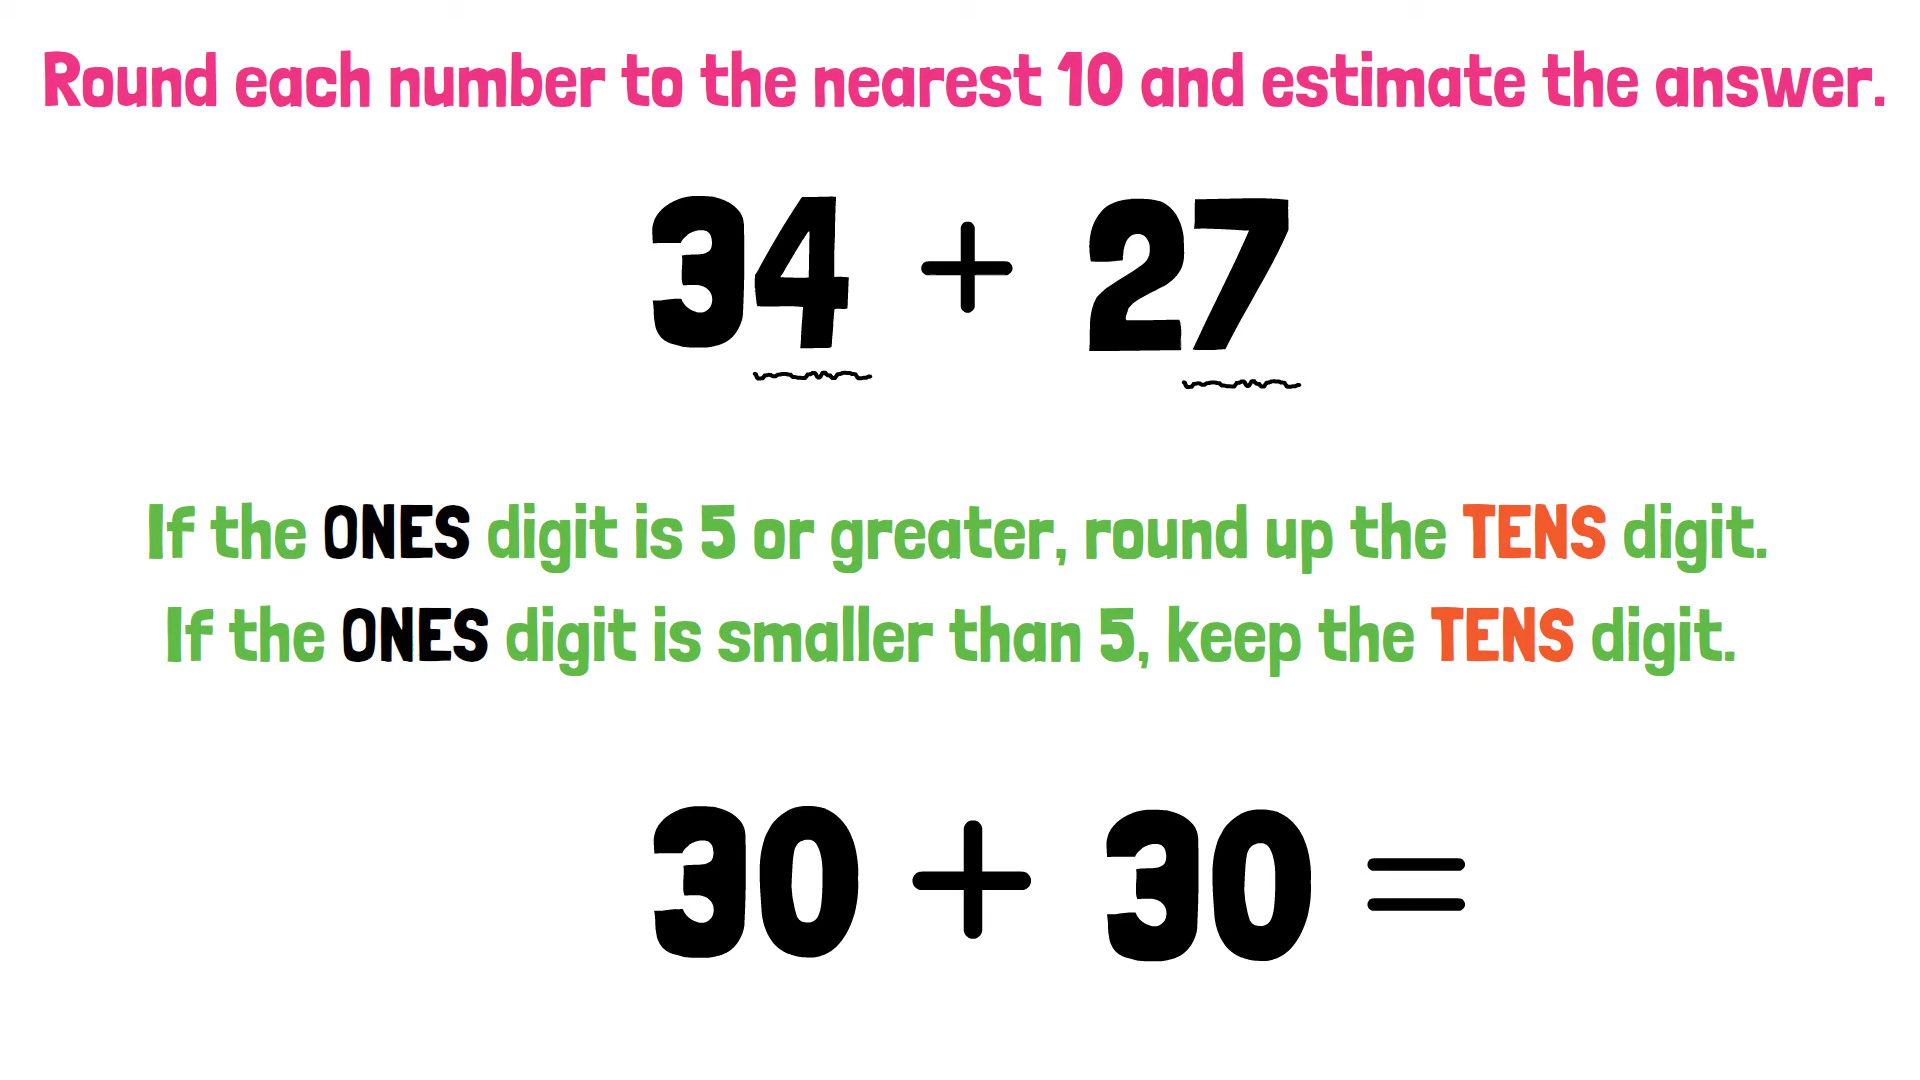 Round each number to the nearest 10 and estimate the answer.
34 + 27
If the ONES digit is 5 or greater, round up the TENS digit.
If the ONES digit is smaller than 5, keep the TENS digit.
30 + 30 =